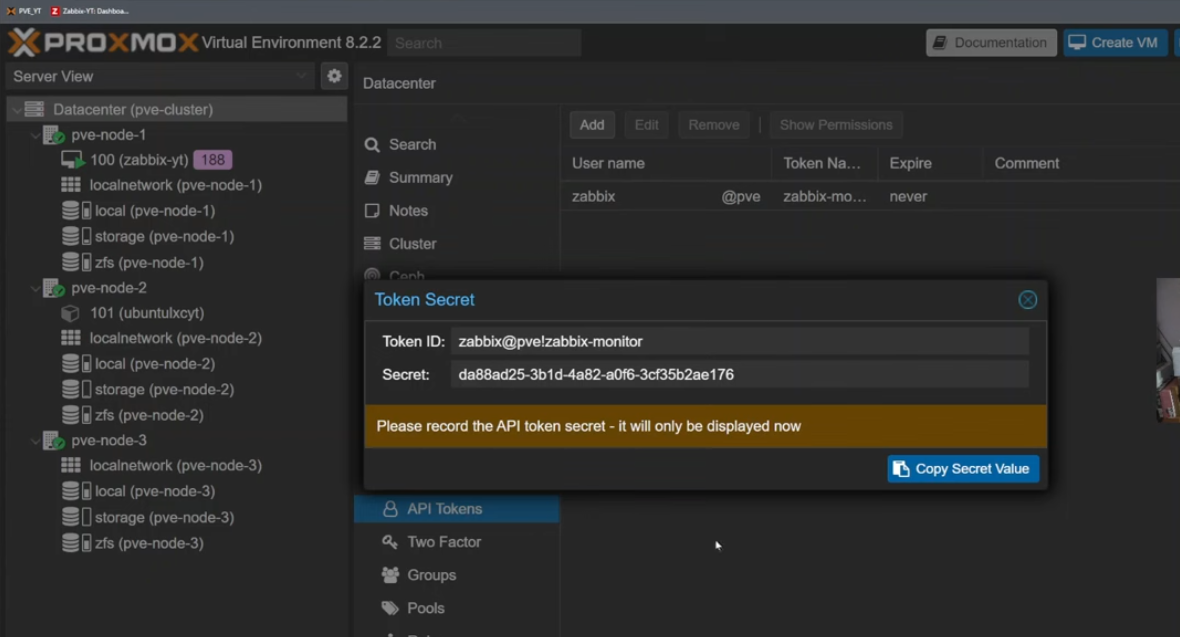 PVE_YT Zabbix-YT: Dashboa...
PROXMOX Virtual Environment 8.2.2 Search Documentation Create VM
Server View
Datacenter (pve-cluster)
pve-node-1
100 (zabbix-yt) 188
localnetwork (pve-node-1)
local (pve-node-1)
storage (pve-node-1)
zfs (pve-node-1)
pve-node-2
101 (ubuntulxcyt)
localnetwork (pve-node-2)
local (pve-node-2)
storage (pve-node-2)
zfs (pve-node-2)
pve-node-3
localnetwork (pve-node-3)
local (pve-node-3)
storage (pve-node-3)
zfs (pve-node-3)
Datacenter
Search
Summary
Notes
Cluster
Ceph
API Tokens
Two Factor
Groups
Pools
Add Edit Remove | Show Permissions
User name Token Na... Expire Comment
zabbix @pve zabbix-mo... never
Token Secret
Token ID: zabbix@pve!zabbix-monitor
Secret: da88ad25-3b1d-4a82-a0f6-3cf35b2ae176
Please record the API token secret - it will only be displayed now
Copy Secret Value